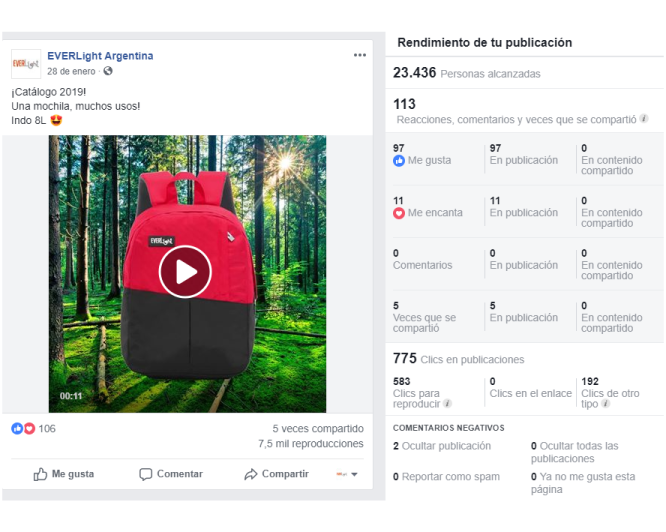 EVERLight
EVERLight Argentina
28 de enero ·
¡Catálogo 2019!
Una mochila, muchos usos!
Indo 8L 😍
EVERLight
00:11
106
5 veces compartido
7,5 mil reproducciones
Me gusta
Comentar
Compartir
Rendimiento de tu publicación
23.436 Personas alcanzadas
113
Reacciones, comentarios y veces que se compartió
97
Me gusta
97
En publicación
0
En contenido
compartido
11
Me encanta
11
En publicación
0
En contenido
compartido
0
Comentarios
0
En publicación
0
En contenido
compartido
5
Veces que se
compartió
5
En publicación
0
En contenido
compartido
775 Clics en publicaciones
583
Clics para
reproducir
0
Clics en el enlace
192
Clics de otro
tipo
COMENTARIOS NEGATIVOS
2 Ocultar publicación
0 Ocultar todas las
publicaciones
0 Reportar como spam
0 Ya no me gusta esta
página